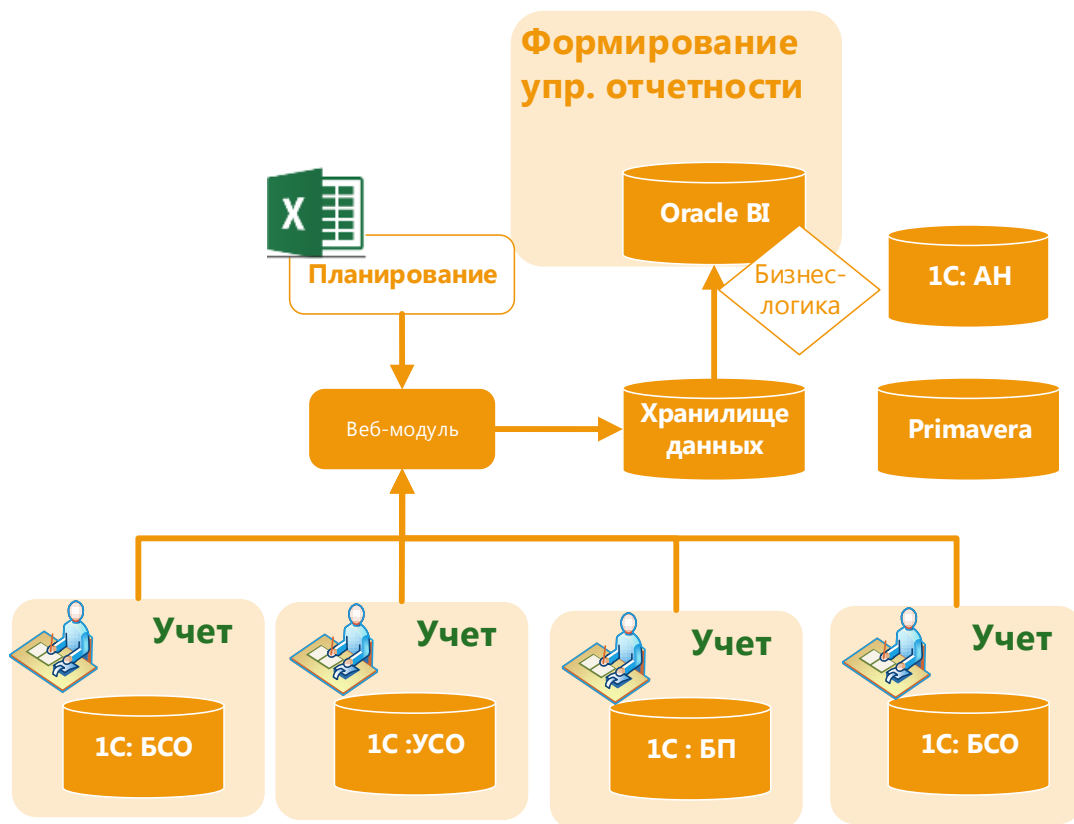 Формирование
упр. отчетности
Oracle BI
X
Планирование
Бизнес-
логика
1С: АН
Веб-модуль
Хранилище
данных
Primavera
Учет
Учет
Учет
Учет
1С: БСО
1С :УСО
1С : БП
1С: БСО